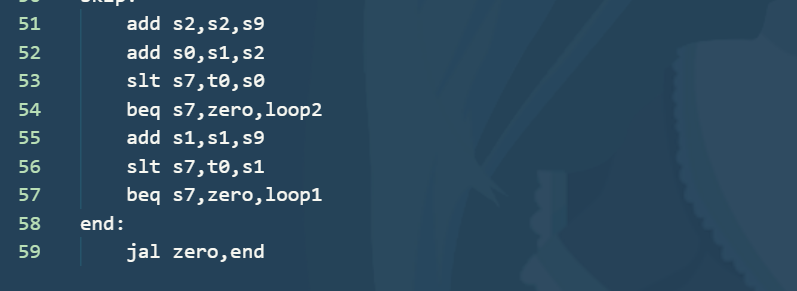 51 add s2,s2,s9
52 add s0,s1,s2
53 slt s7,t0,s0
54 beq s7,zero,loop2
55 add s1,s1,s9
56 slt s7,t0,s1
57 beq s7,zero,loop1
58 end:
59 jal zero,end